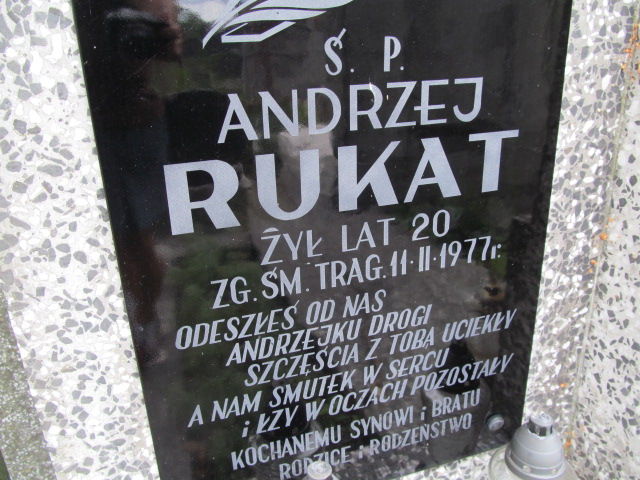 Ś. P.
ANDRZEJ
RUKAT
ŻYŁ LAT 20
ZG. ŚM. TRAG. 11·II·1977r.
ODESZŁEŚ OD NAS
ANDRZEJKU DROGI
SZCZĘŚCIA Z TOBĄ UCIEKŁY
A NAM SMUTEK W SERCU
i ŁZY W OCZACH POZOSTAŁY
KOCHANEMU SYNOWI i BRATU
RODZICE i RODZEŃSTWO